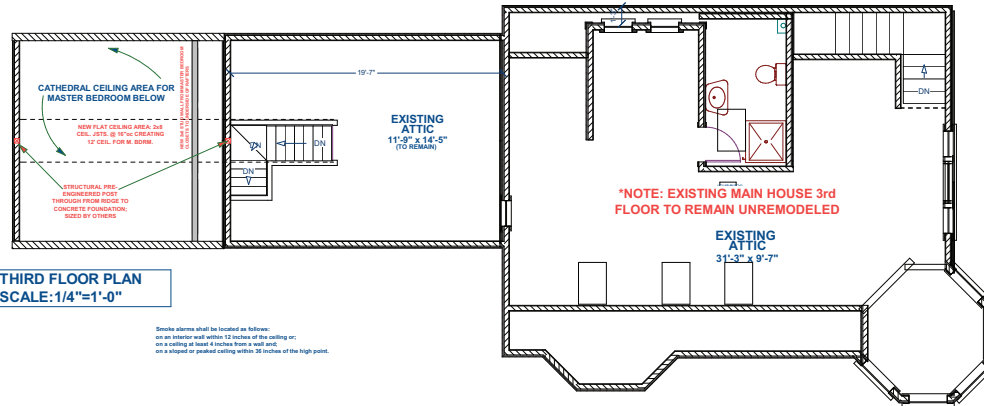 CATHEDRAL CEILING AREA FOR
MASTER BEDROOM BELOW
NEW FLAT CEILING AREA: 2x8
CEIL. JSTS. @ 16"oc CREATING
12' CEIL. FOR M. BDRM.
STRUCTURAL PRE-
ENGINEERED POST
THROUGH FROM RIDGE TO
CONCRETE FOUNDATION;
SIZED BY OTHERS
19'-7"
EXISTING
ATTIC
11'-9" x 14'-5"
(TO REMAIN)
DN
DN
DN
DN
*NOTE: EXISTING MAIN HOUSE 3rd
FLOOR TO REMAIN UNREMODELED
EXISTING
ATTIC
31'-3" x 9'-7"
THIRD FLOOR PLAN
SCALE:1/4"=1'-0"
Smoke alarms shall be located as follows:
on an interior wall within 12 inches of the ceiling or;
on a ceiling at least 4 inches from a wall and;
on a sloped or peaked ceiling within 36 inches of the high point.